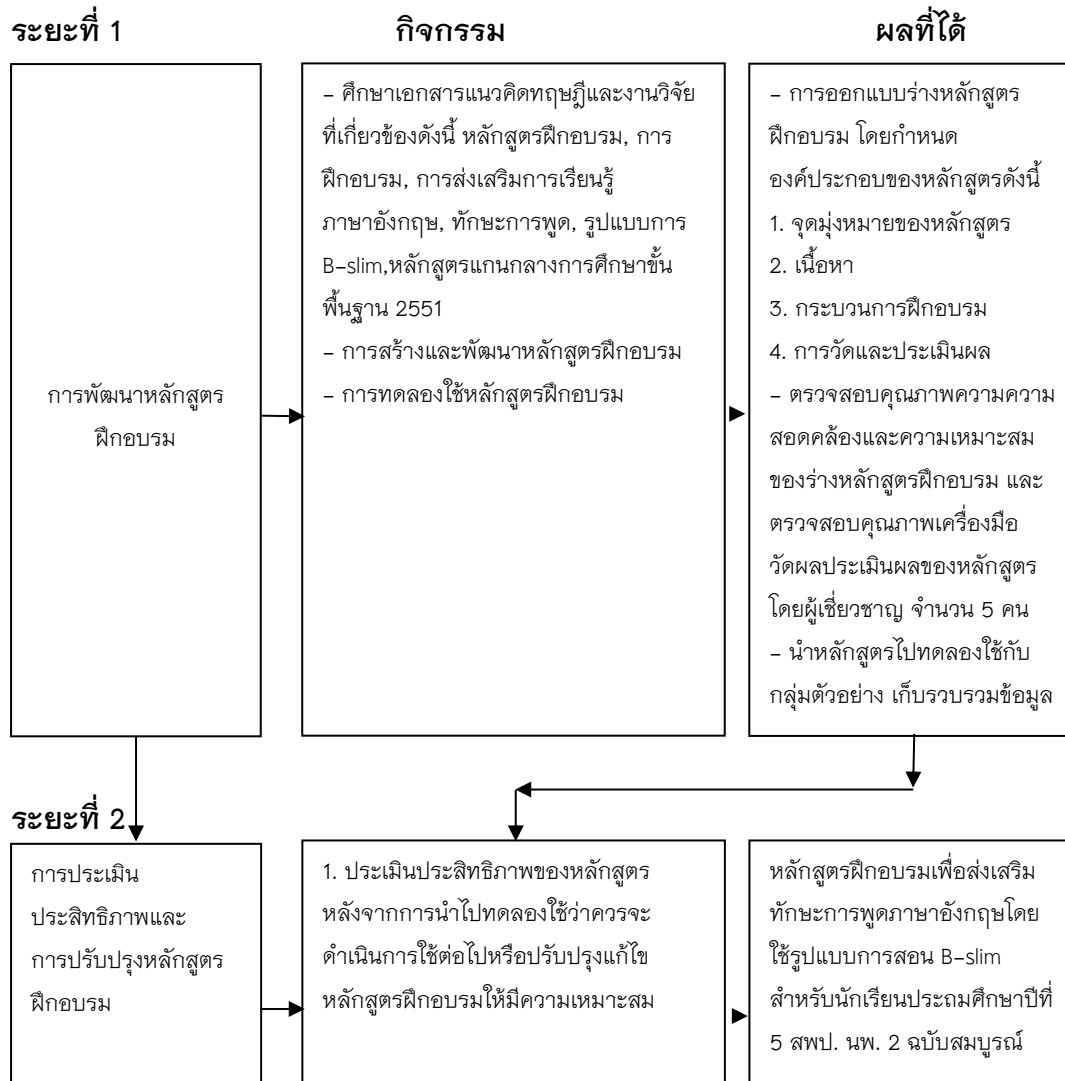 ระยะที่ 1
กิจกรรม
ผลที่ได้
การพัฒนาหลักสูตร
ฝึกอบรม
– ศึกษาเอกสารแนวคิดทฤษฎีและงานวิจัย
ที่เกี่ยวข้องดังนี้ หลักสูตรฝึกอบรม, การ
ฝึกอบรม, การส่งเสริมการเรียนรู้
ภาษาอังกฤษ, ทักษะการพูด, รูปแบบการ
B–slim,หลักสูตรแกนกลางการศึกษาขั้น
พื้นฐาน 2551
– การสร้างและพัฒนาหลักสูตรฝึกอบรม
– การทดลองใช้หลักสูตรฝึกอบรม
– การออกแบบร่างหลักสูตร
ฝึกอบรม โดยกำหนด
องค์ประกอบของหลักสูตรดังนี้
1. จุดมุ่งหมายของหลักสูตร
2. เนื้อหา
3. กระบวนการฝึกอบรม
4. การวัดและประเมินผล
– ตรวจสอบคุณภาพความความ
สอดคล้องและความเหมาะสม
ของร่างหลักสูตรฝึกอบรม และ
ตรวจสอบคุณภาพเครื่องมือ
วัดผลประเมินผลของหลักสูตร
โดยผู้เชี่ยวชาญ จำนวน 5 คน
– นำหลักสูตรไปทดลองใช้กับ
กลุ่มตัวอย่าง เก็บรวบรวมข้อมูล
ระยะที่ 2
การประเมิน
ประสิทธิภาพและ
การปรับปรุงหลักสูตร
ฝึกอบรม
1. ประเมินประสิทธิภาพของหลักสูตร
หลังจากการนำไปทดลองใช้ว่าควรจะ
ดำเนินการใช้ต่อไปหรือปรับปรุงแก้ไข
หลักสูตรฝึกอบรมให้มีความเหมาะสม
หลักสูตรฝึกอบรมเพื่อส่งเสริม
ทักษะการพูดภาษาอังกฤษโดย
ใช้รูปแบบการสอน B–slim
สำหรับนักเรียนประถมศึกษาปีที่
5 สพป. นพ. 2 ฉบับสมบูรณ์